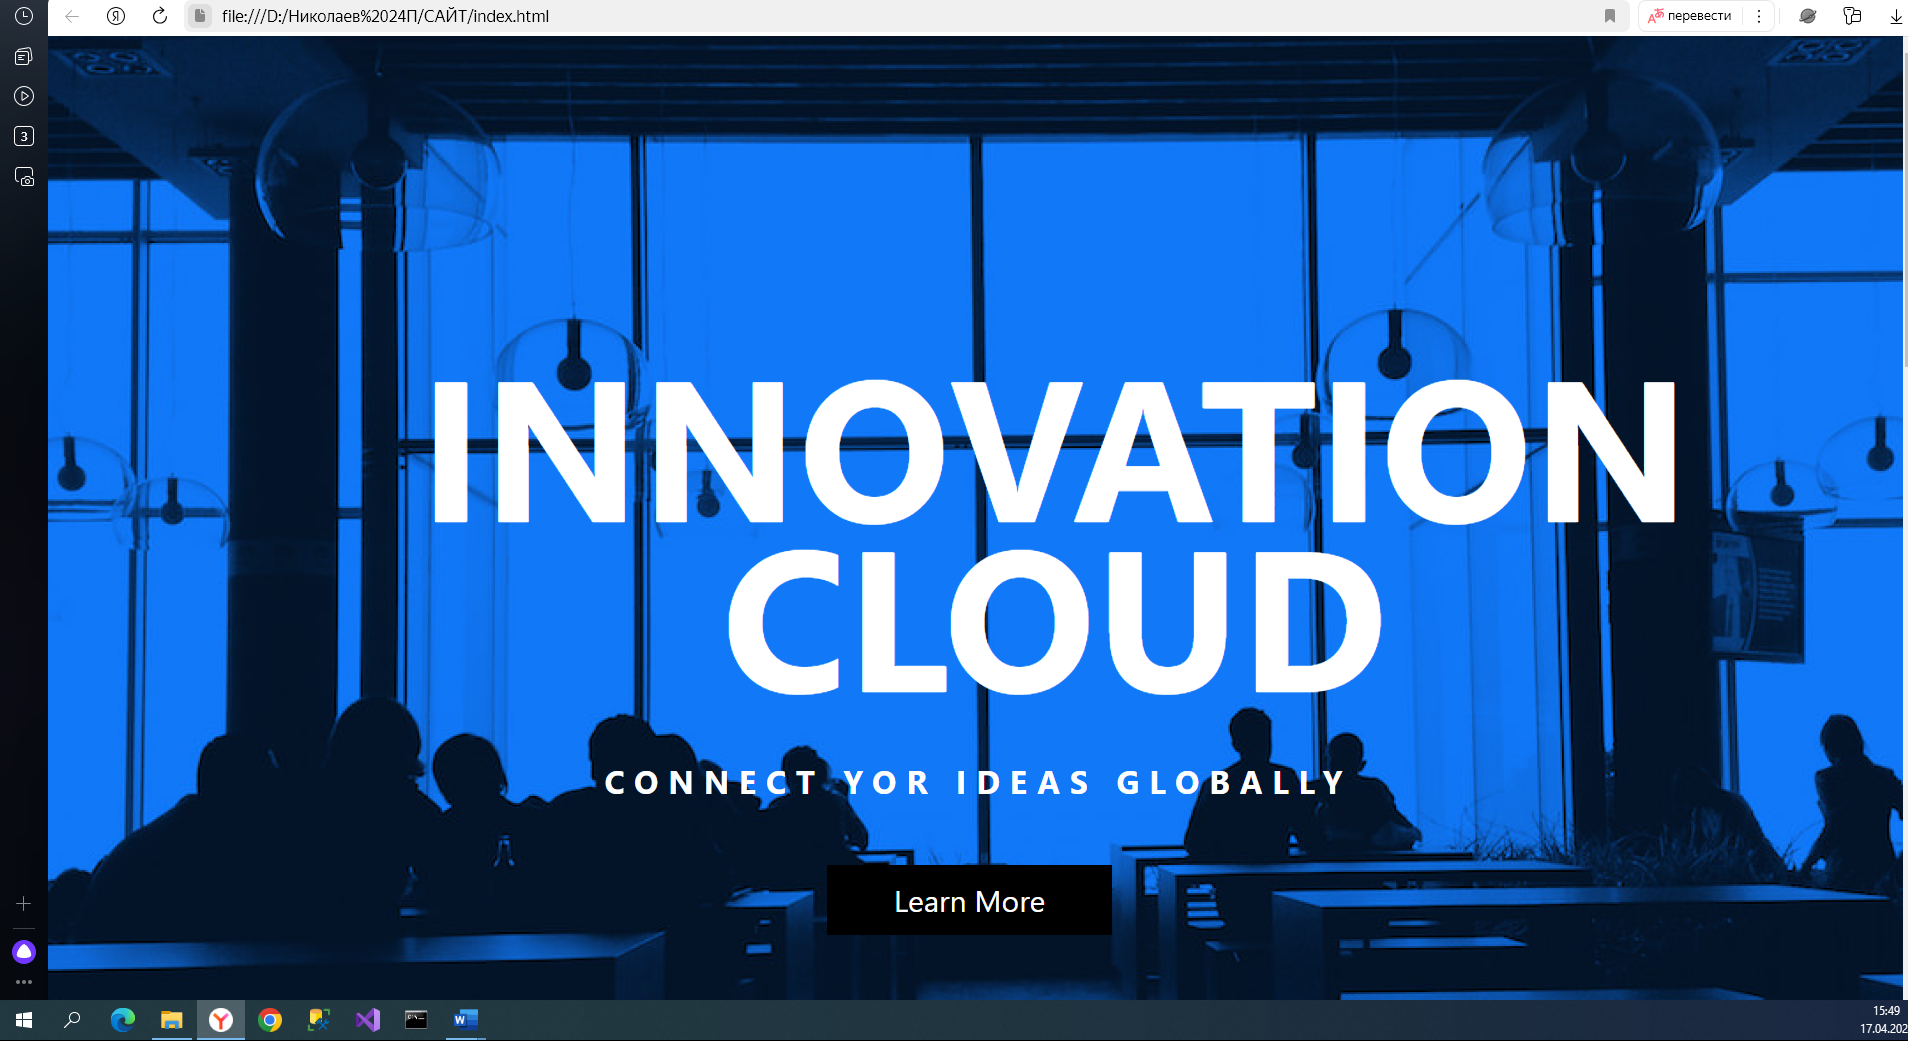 Я
file:///D:/Николаев%2024П/САЙТ/index.html
перевести
3
INNOVATION
CLOUD
CONNECT YOR IDEAS GLOBALLY
Learn More
15:49
17.04.202